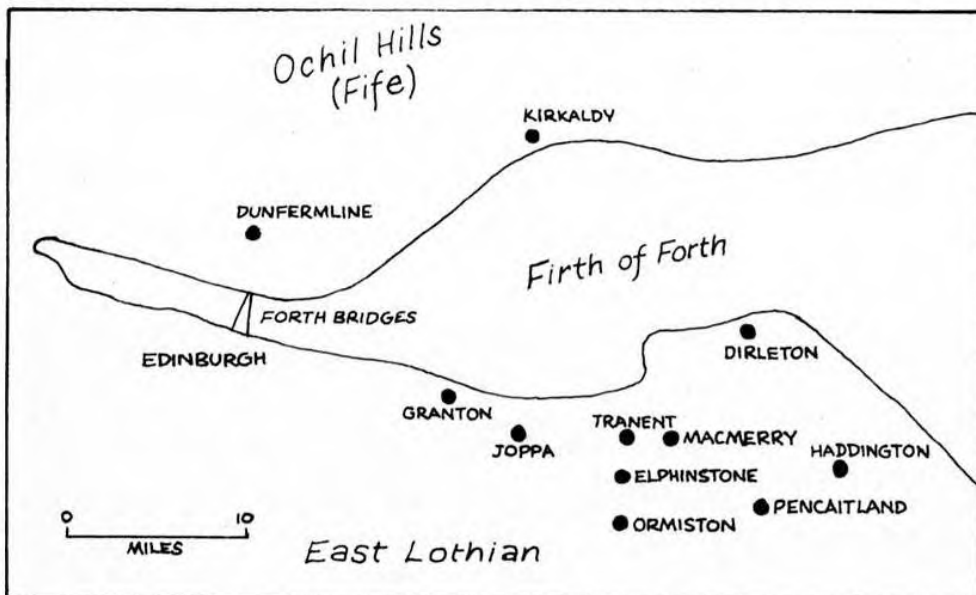 Ochil Hills
(Fife)
KIRKALDY
DUNFERMLINE
Firth of Forth
FORTH BRIDGES
EDINBURGH
DIRLETON
GRANTON
JOPPA
TRANENT
MACMERRY
HADDINGTON
ELPHINSTONE
PENCAITLAND
ORMISTON
0 10
MILES
East Lothian